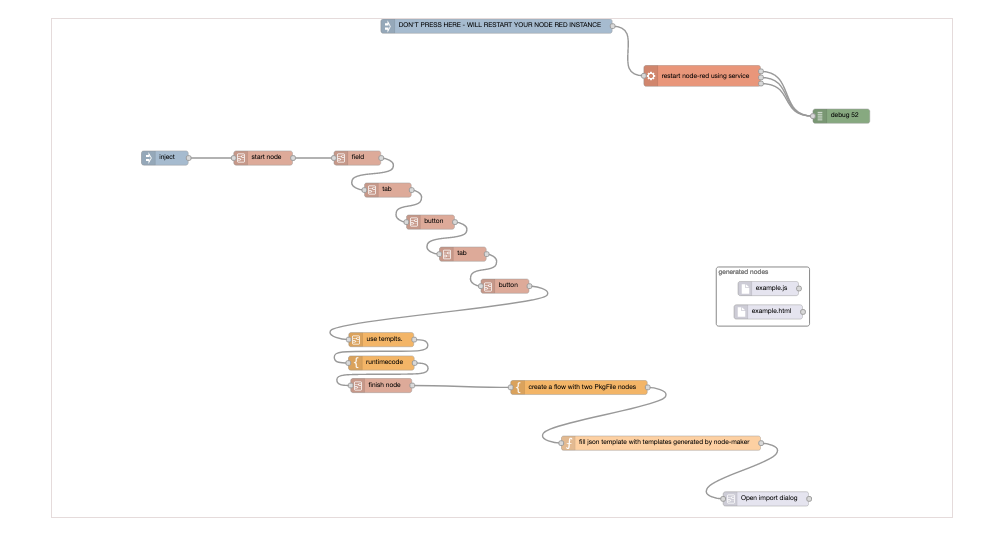 DON'T PRESS HERE - WILL RESTART YOUR NODE RED INSTANCE
restart node-red using service
debug 52
inject
start node
field
tab
button
tab
button
generated nodes
example.js
example.html
use templts.
runtimecode
finish node
create a flow with two PkgFile nodes
fill json template with templates generated by node-maker
Open import dialog